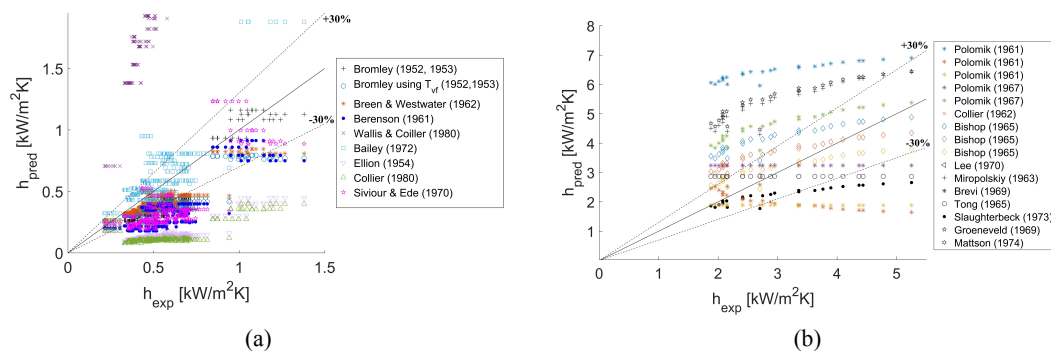 +30%
-30%
h_pred [kW/m²K]
1.5
1
0.5
0
0
0.5
1
1.5
h_exp [kW/m²K]
Bromley (1952, 1953)
Bromley using T_vf (1952,1953)
Breen & Westwater (1962)
Berenson (1961)
Wallis & Coiller (1980)
Bailey (1972)
Ellion (1954)
Collier (1980)
Siviour & Ede (1970)
(a)
+30%
-30%
h_pred [kW/m²K]
8
7
6
5
4
3
2
1
0
1
2
3
4
5
h_exp [kW/m²K]
Polomik (1961)
Polomik (1961)
Polomik (1961)
Polomik (1967)
Polomik (1967)
Collier (1962)
Bishop (1965)
Bishop (1965)
Bishop (1965)
Lee (1970)
Miropolskiy (1963)
Brevi (1969)
Tong (1965)
Slaughterbeck (1973)
Groeneveld (1969)
Mattson (1974)
(b)